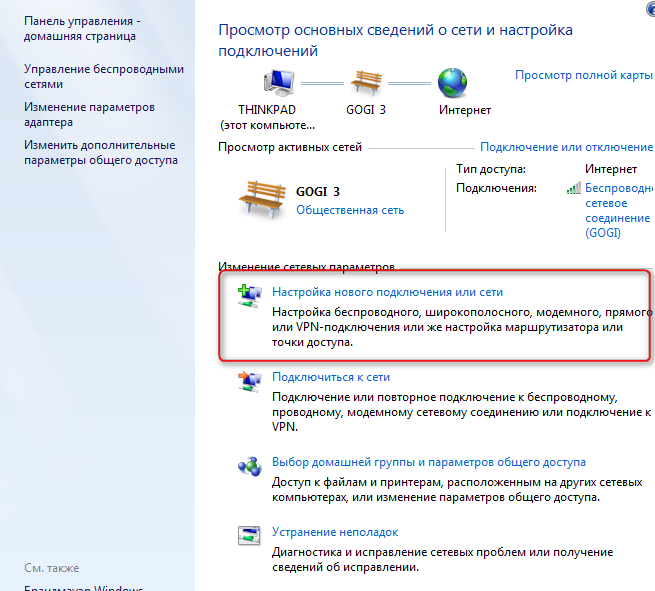 Панель управления -
домашняя страница
Управление беспроводными
сетями
Изменение параметров
адаптера
Изменить дополнительные
параметры общего доступа
См. также
Брандмауэр Windows
Просмотр основных сведений о сети и настройка
подключений
Просмотр полной карты
THINKPAD
(этот компьюте...
GOGI 3
Интернет
Просмотр активных сетей
Подключение или отключение
GOGI 3
Общественная сеть
Тип доступа:
Интернет
Подключения:
Беспроводн
сетевое
соединение
(GOGI)
Изменение сетевых параметров
Настройка нового подключения или сети
Настройка беспроводного, широкополосного, модемного, прямого
или VPN-подключения или же настройка маршрутизатора или
точки доступа.
Подключиться к сети
Подключение или повторное подключение к беспроводному,
проводному, модемному сетевому соединению или подключение к
VPN.
Выбор домашней группы и параметров общего доступа
Доступ к файлам и принтерам, расположенным на других сетевых
компьютерах, или изменение параметров общего доступа.
Устранение неполадок
Диагностика и исправление сетевых проблем или получение
сведений об исправлении.